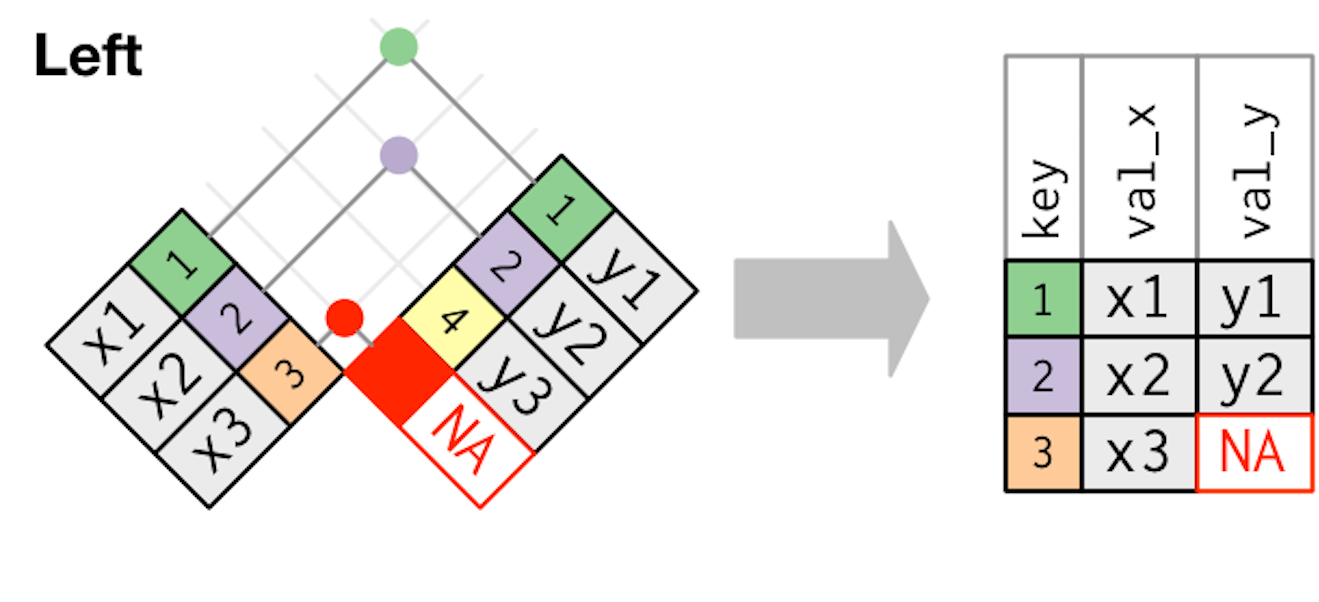 Left
1
x1
2
x2
3
x3
1
y1
2
y2
4
y3
NA
key val_x val_y
1 x1 y1
2 x2 y2
3 x3 NA